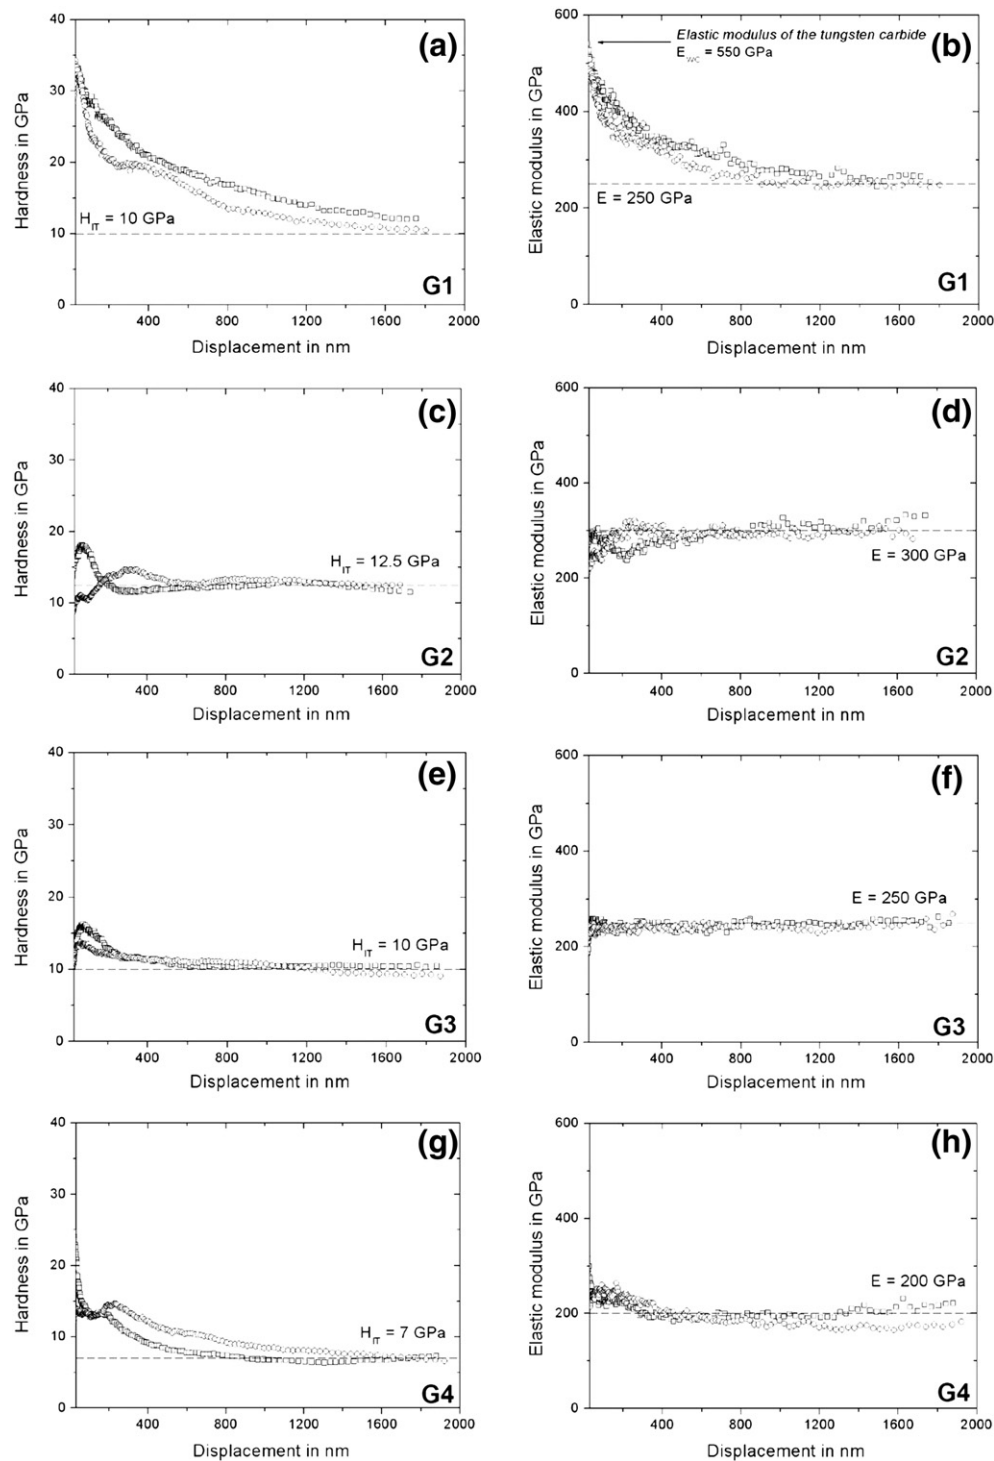 (a)
Hardness in GPa
40
30
20
10
0
H_IT = 10 GPa
G1
400 800 1200 1600 2000
Displacement in nm
(b)
Elastic modulus in GPa
600
400
200
0
Elastic modulus of the tungsten carbide
E_WC = 550 GPa
E = 250 GPa
G1
400 800 1200 1600 2000
Displacement in nm
(c)
Hardness in GPa
40
30
20
10
0
H_IT = 12.5 GPa
G2
400 800 1200 1600 2000
Displacement in nm
(d)
Elastic modulus in GPa
600
400
200
0
E = 300 GPa
G2
400 800 1200 1600 2000
Displacement in nm
(e)
Hardness in GPa
40
30
20
10
0
H_IT = 10 GPa
G3
400 800 1200 1600 2000
Displacement in nm
(f)
Elastic modulus in GPa
600
400
200
0
E = 250 GPa
G3
400 800 1200 1600 2000
Displacement in nm
(g)
Hardness in GPa
40
30
20
10
0
H_IT = 7 GPa
G4
400 800 1200 1600 2000
Displacement in nm
(h)
Elastic modulus in GPa
600
400
200
0
E = 200 GPa
G4
400 800 1200 1600 2000
Displacement in nm